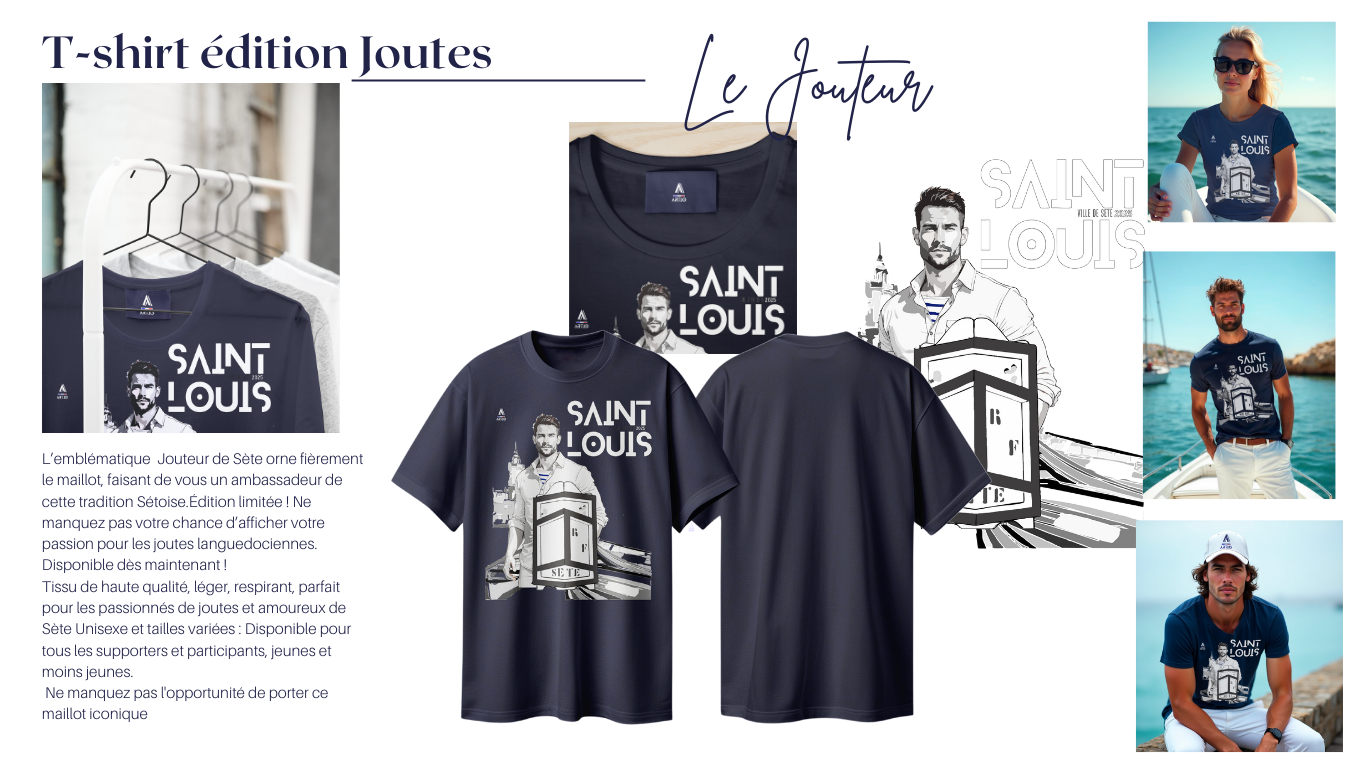 T-shirt édition Joutes
Le Jouteur
L'emblématique  Jouteur de Sète orne fièrement
le maillot, faisant de vous un ambassadeur de
cette tradition Sétoise.Édition limitée ! Ne
manquez pas votre chance d'afficher votre
passion pour les joutes languedociennes.
Disponible dès maintenant !
Tissu de haute qualité, léger, respirant, parfait
pour les passionnés de joutes et amoureux de
Sète Unisexe et tailles variées : Disponible pour
tous les supporters et participants, jeunes et
moins jeunes.
Ne manquez pas l'opportunité de porter ce
maillot iconique
SAINT
2025
LOUIS
SAINT
2025
LOUIS
SAINT
2025
LOUIS
R
F
SETE
SAINT
VILLE DE SETE
LOUIS
R
F
TE
SAINT
LOUIS
SAINT
LOUIS
SAINT
LOUIS